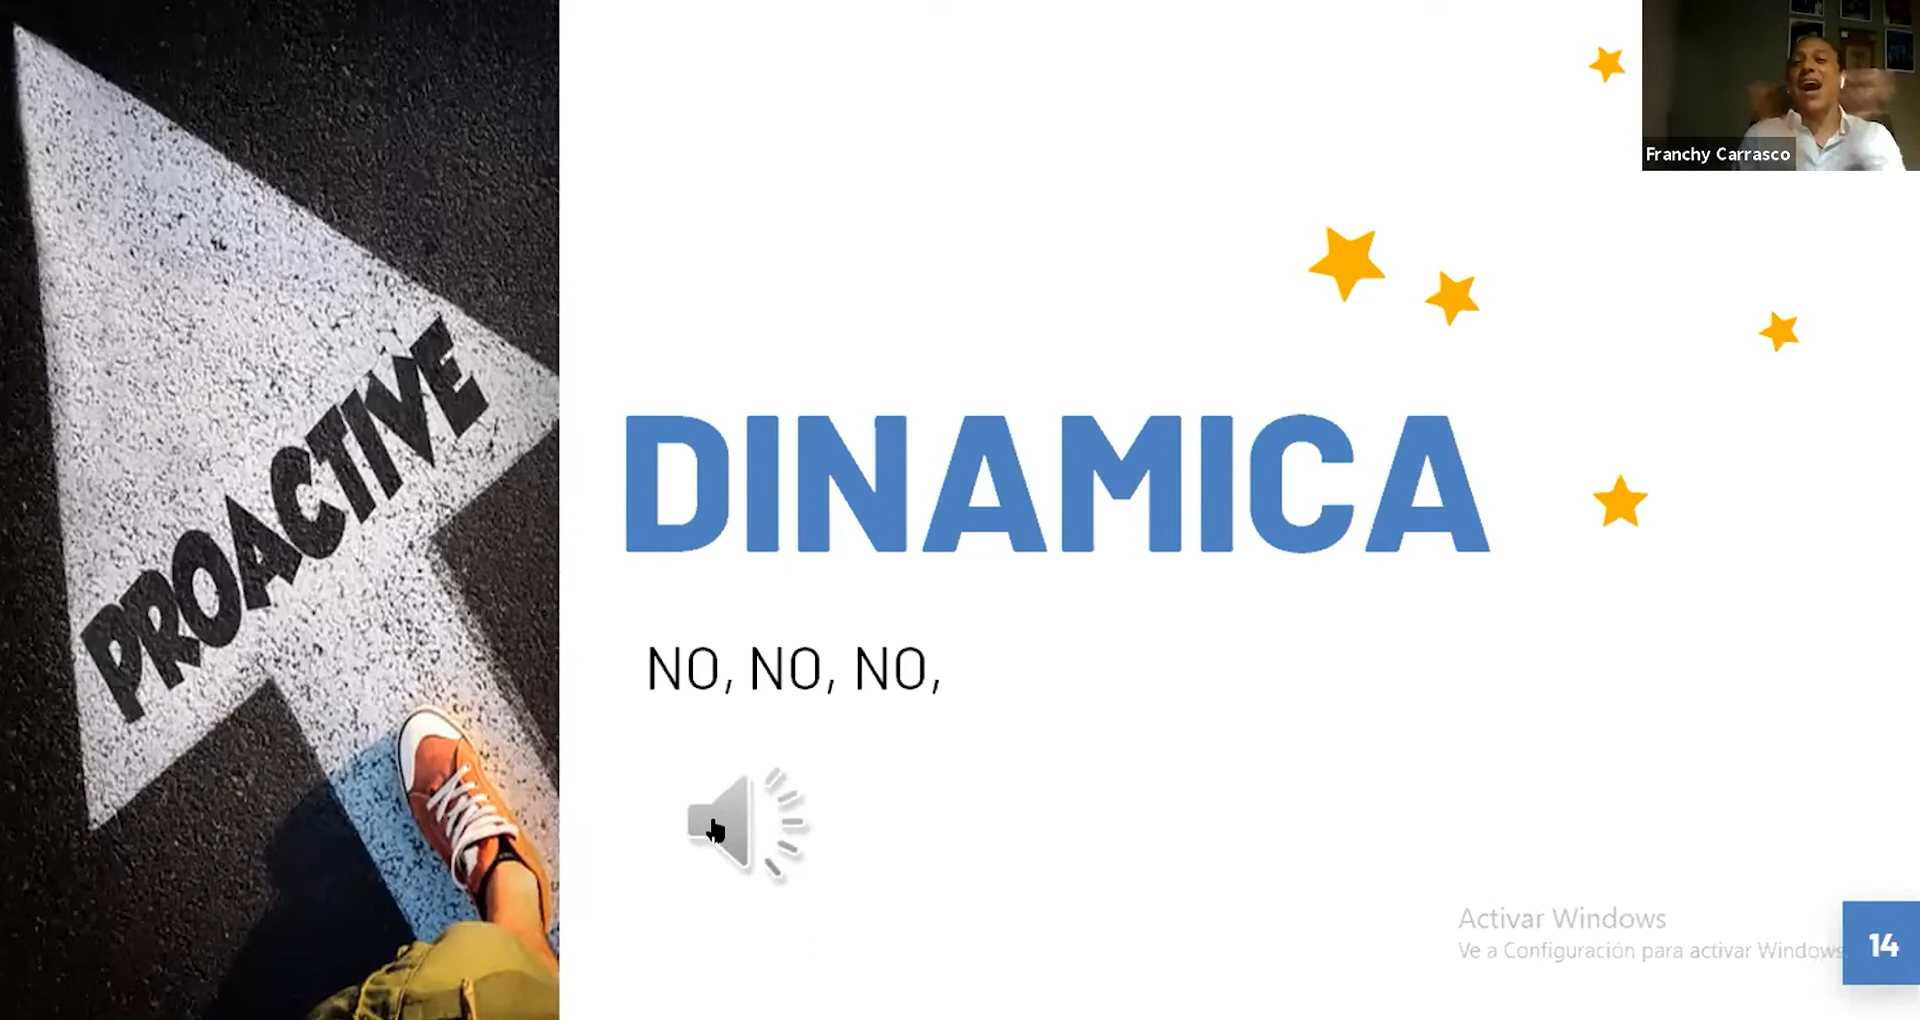 PROACTIVE
Franchy Carrasco
DINAMICA
NO, NO, NO,
Activar Windows
Ve a Configuración para activar Windows
14